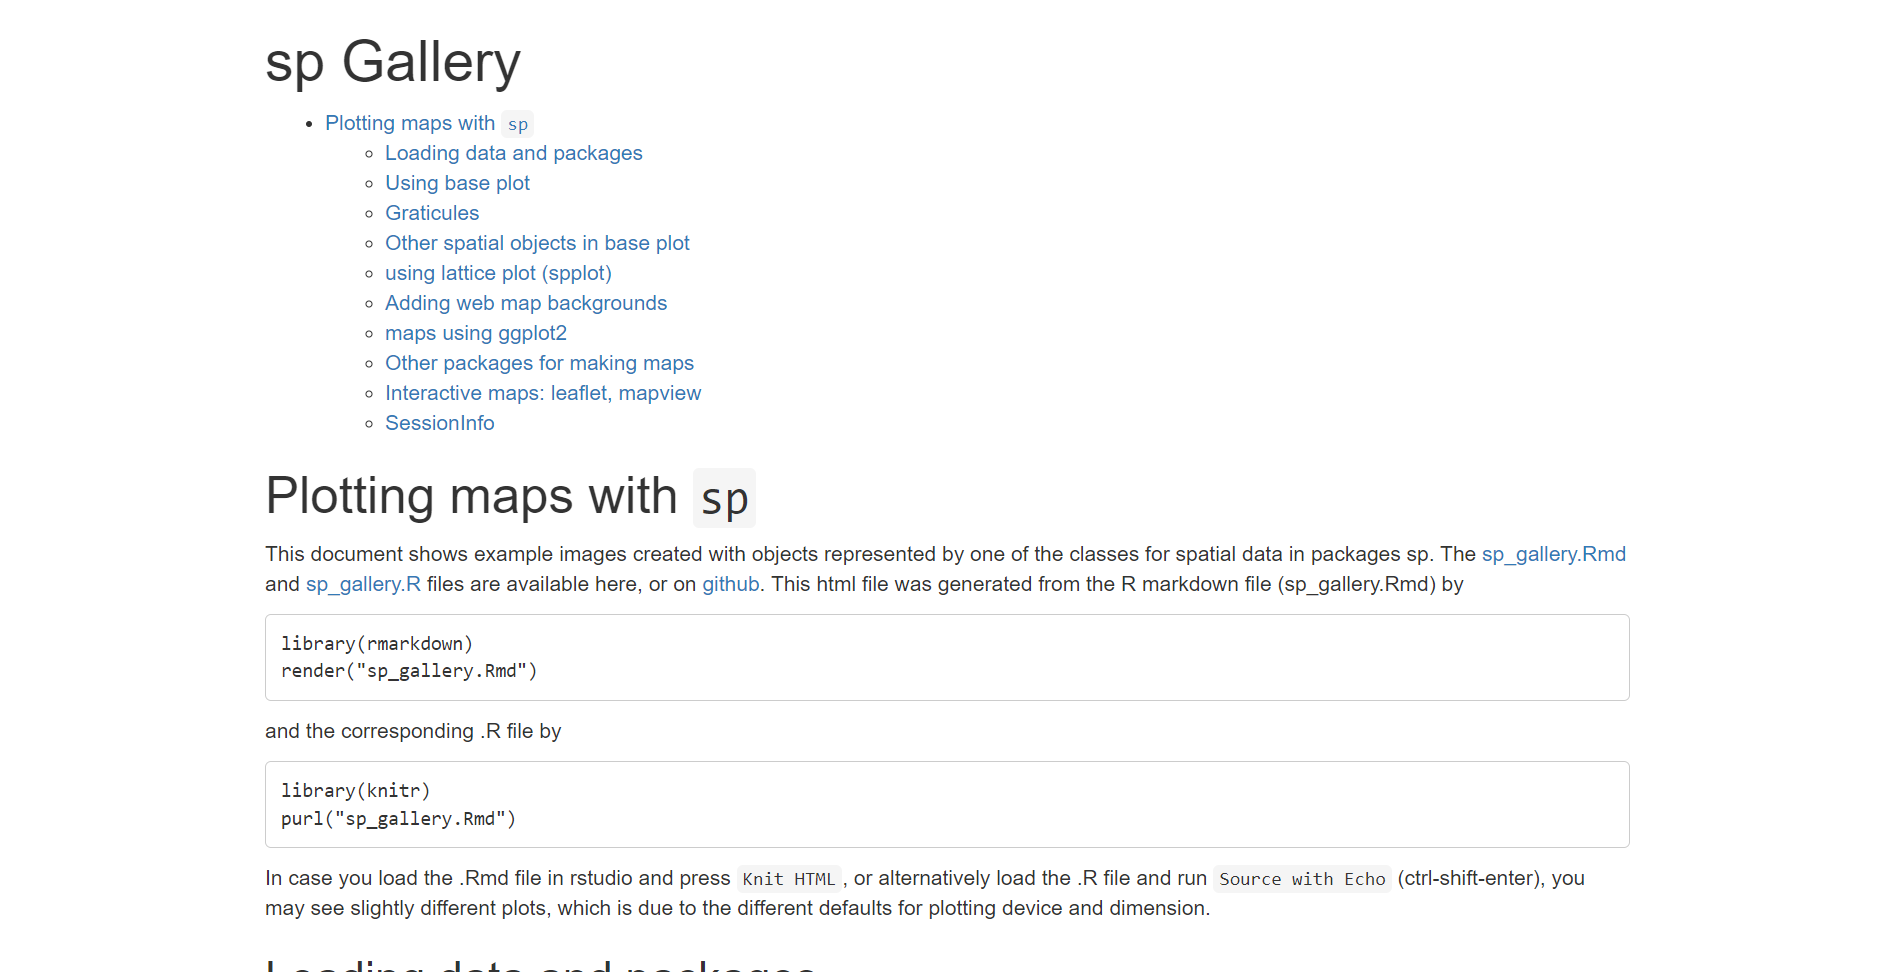 sp Gallery
Plotting maps with sp
Loading data and packages
Using base plot
Graticules
Other spatial objects in base plot
using lattice plot (spplot)
Adding web map backgrounds
maps using ggplot2
Other packages for making maps
Interactive maps: leaflet, mapview
SessionInfo
Plotting maps with sp
This document shows example images created with objects represented by one of the classes for spatial data in packages sp. The sp_gallery.Rmd
and sp_gallery.R files are available here, or on github. This html file was generated from the R markdown file (sp_gallery.Rmd) by
library(rmarkdown)
render("sp_gallery.Rmd")
and the corresponding .R file by
library(knitr)
purl("sp_gallery.Rmd")
In case you load the .Rmd file in rstudio and press Knit HTML, or alternatively load the .R file and run Source with Echo (ctrl-shift-enter), you
may see slightly different plots, which is due to the different defaults for plotting device and dimension.
Loading data and packages